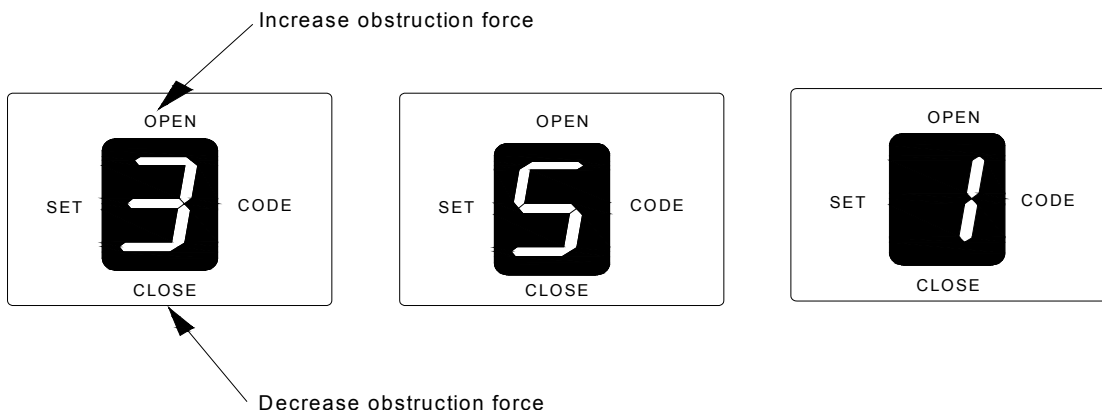 Increase obstruction force
OPEN
SET 3 CODE
CLOSE
OPEN
SET 5 CODE
CLOSE
OPEN
SET 1 CODE
CLOSE
Decrease obstruction force